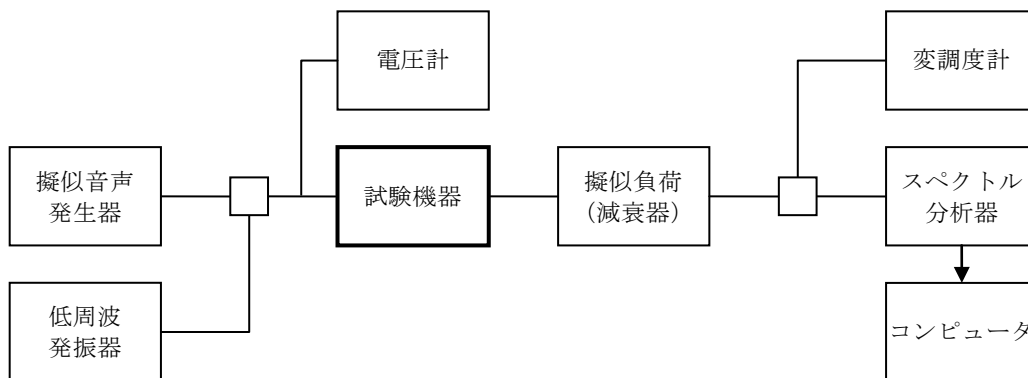 電圧計
変調度計
擬似音声
発生器
試験機器
擬似負荷
（減衰器）
スペクトル
分析器
低周波
発振器
コンピュータ